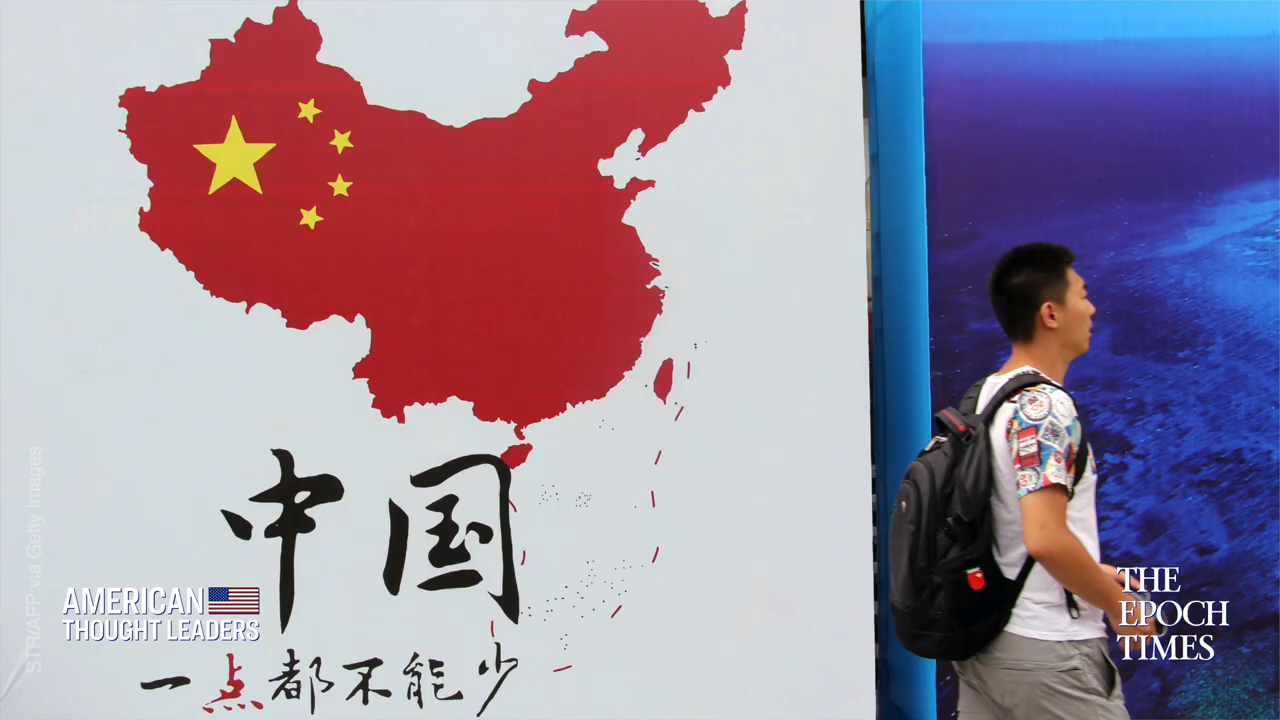 中国
一点都不能少
AMERICAN
THOUGHT LEADERS
THE
EPOCH
TIMES
STR/AFP via Getty Images